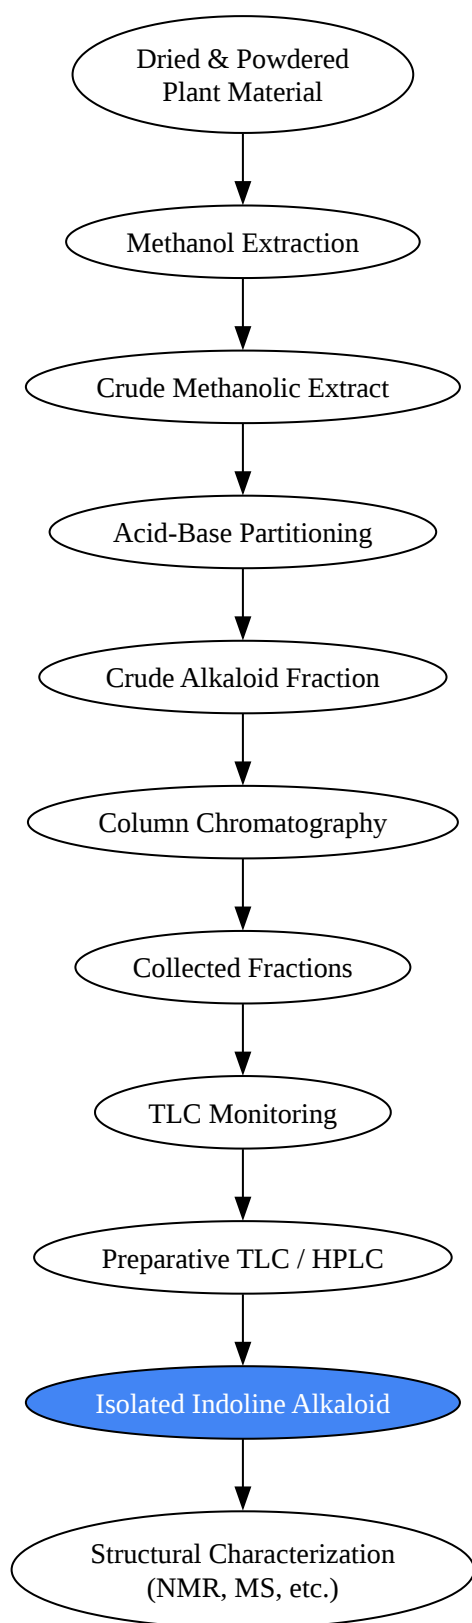 Dried & Powdered
Plant Material
Methanol Extraction
Crude Methanolic Extract
Acid-Base Partitioning
Crude Alkaloid Fraction
Column Chromatography
Collected Fractions
TLC Monitoring
Preparative TLC / HPLC
Isolated Indoline Alkaloid
Structural Characterization
(NMR, MS, etc.)